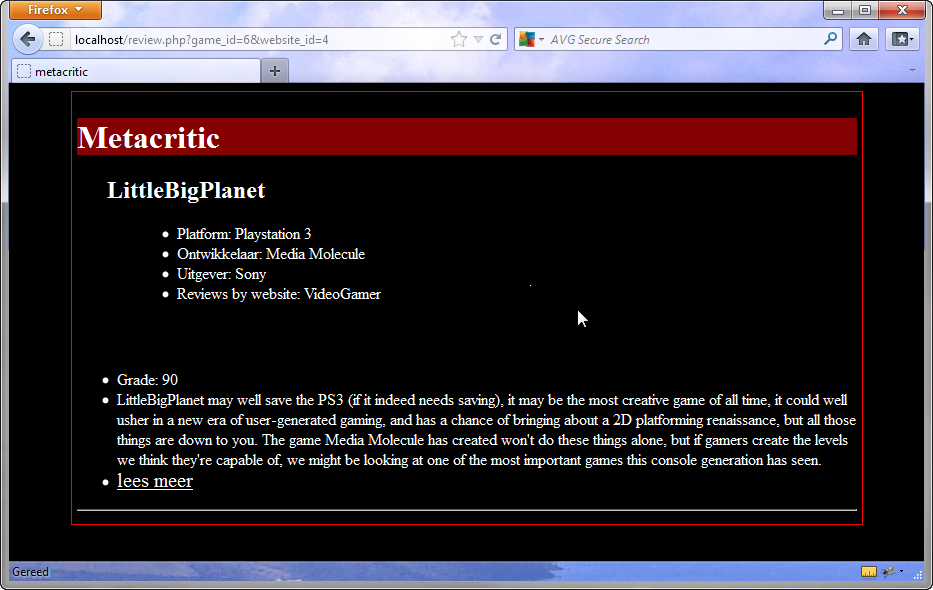 Firefox
localhost/review.php?game_id=6&website_id=4
AVG Secure Search
metacritic
Metacritic
LittleBigPlanet
Platform: Playstation 3
Ontwikkelaar: Media Molecule
Uitgever: Sony
Reviews by website: VideoGamer
Grade: 90
LittleBigPlanet may well save the PS3 (if it indeed needs saving), it may be the most creative game of all time, it could well
usher in a new era of user-generated gaming, and has a chance of bringing about a 2D platforming renaissance, but all those
things are down to you. The game Media Molecule has created won't do these things alone, but if gamers create the levels
we think they're capable of, we might be looking at one of the most important games this console generation has seen.
lees meer
Gereed